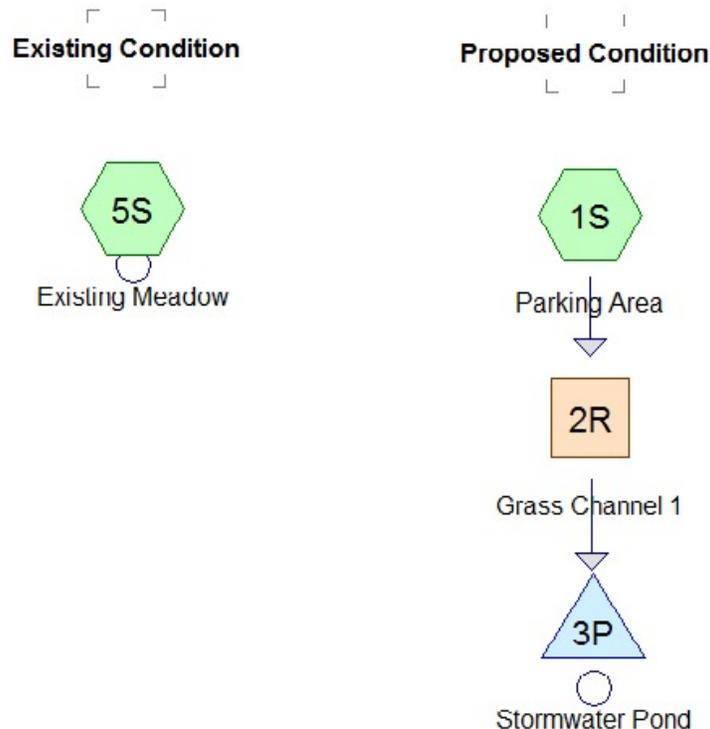 Existing Condition
Proposed Condition
5S
Existing Meadow
1S
Parking Area
2R
Grass Channel 1
3P
Stormwater Pond